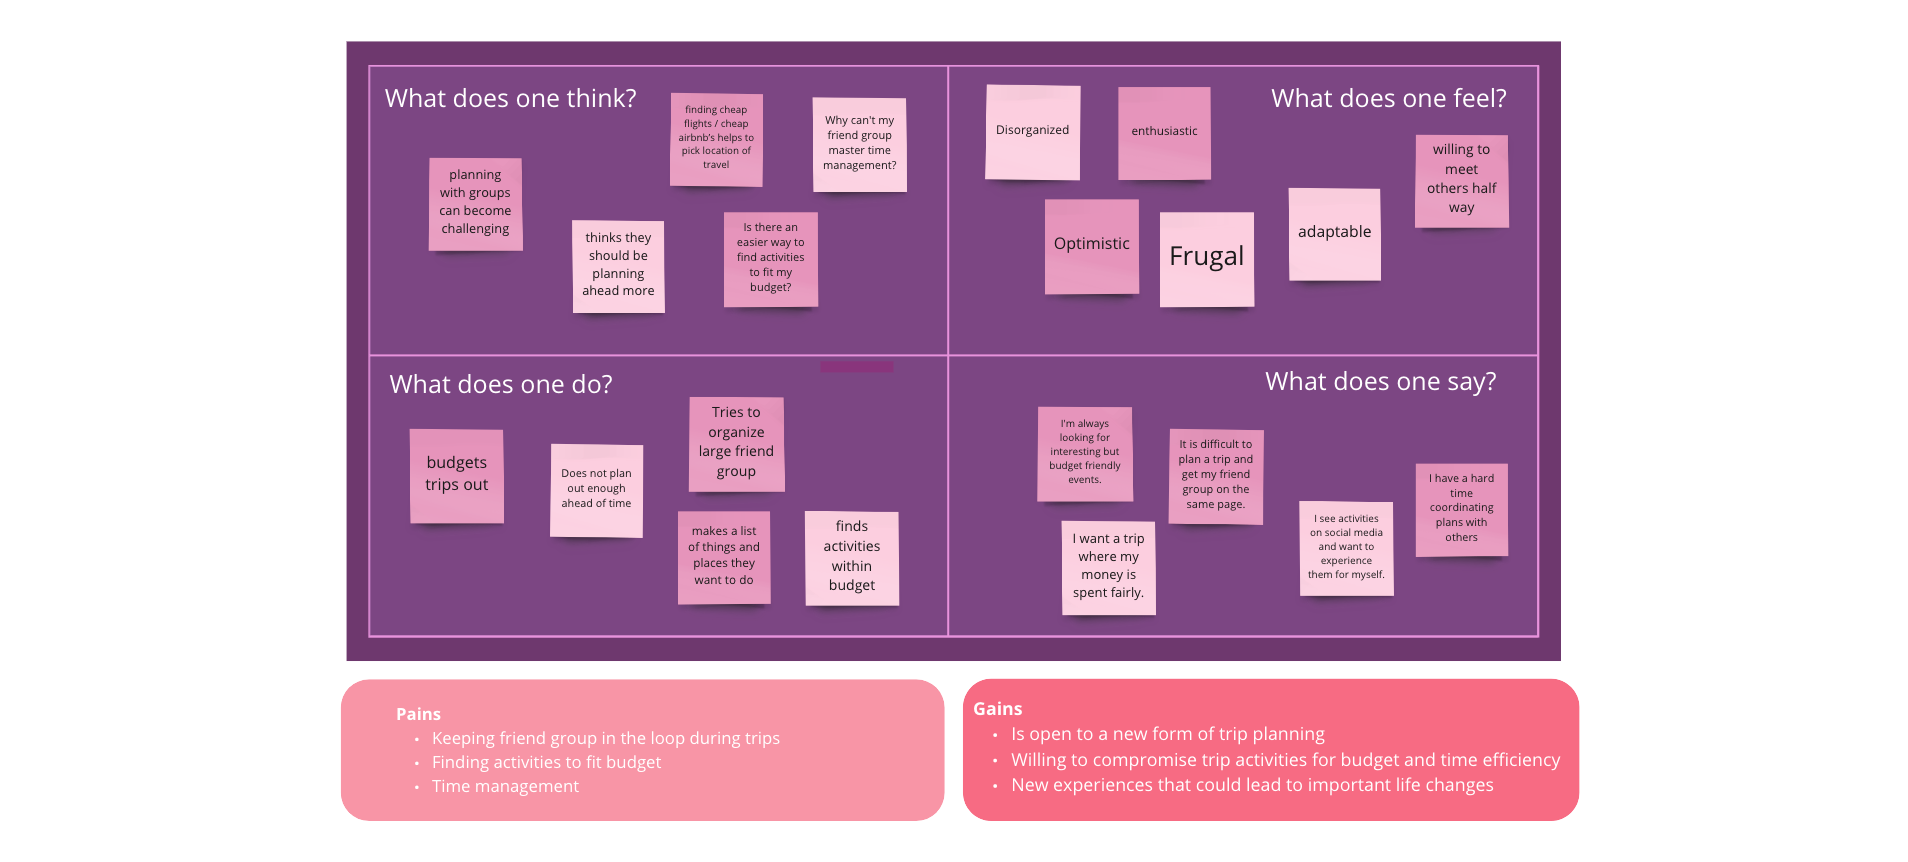 What does one think?
finding cheap
flights / cheap
airbnb's helps to
pick location of
travel
Why can't my
friend group
master time
management?
planning
with groups
can become
challenging
thinks they
should be
planning
ahead more
Is there an
easier way to
find activities
to fit my
budget?
What does one feel?
Disorganized
enthusiastic
willing to
meet
others half
way
Optimistic
Frugal
adaptable
What does one do?
budgets
trips out
Does not plan
out enough
ahead of time
Tries to
organize
large friend
group
makes a list
of things and
places they
want to do
finds
activities
within
budget
What does one say?
I'm always
looking for
interesting but
budget friendly
events.
It is difficult to
plan a trip and
get my friend
group on the
same page.
I want a trip
where my
money is
spent fairly.
I see activities
on social media
and want to
experience
them for myself.
I have a hard
time
coordinating
plans with
others
Pains
• Keeping friend group in the loop during trips
• Finding activities to fit budget
• Time management
Gains
• Is open to a new form of trip planning
• Willing to compromise trip activities for budget and time efficiency
• New experiences that could lead to important life changes